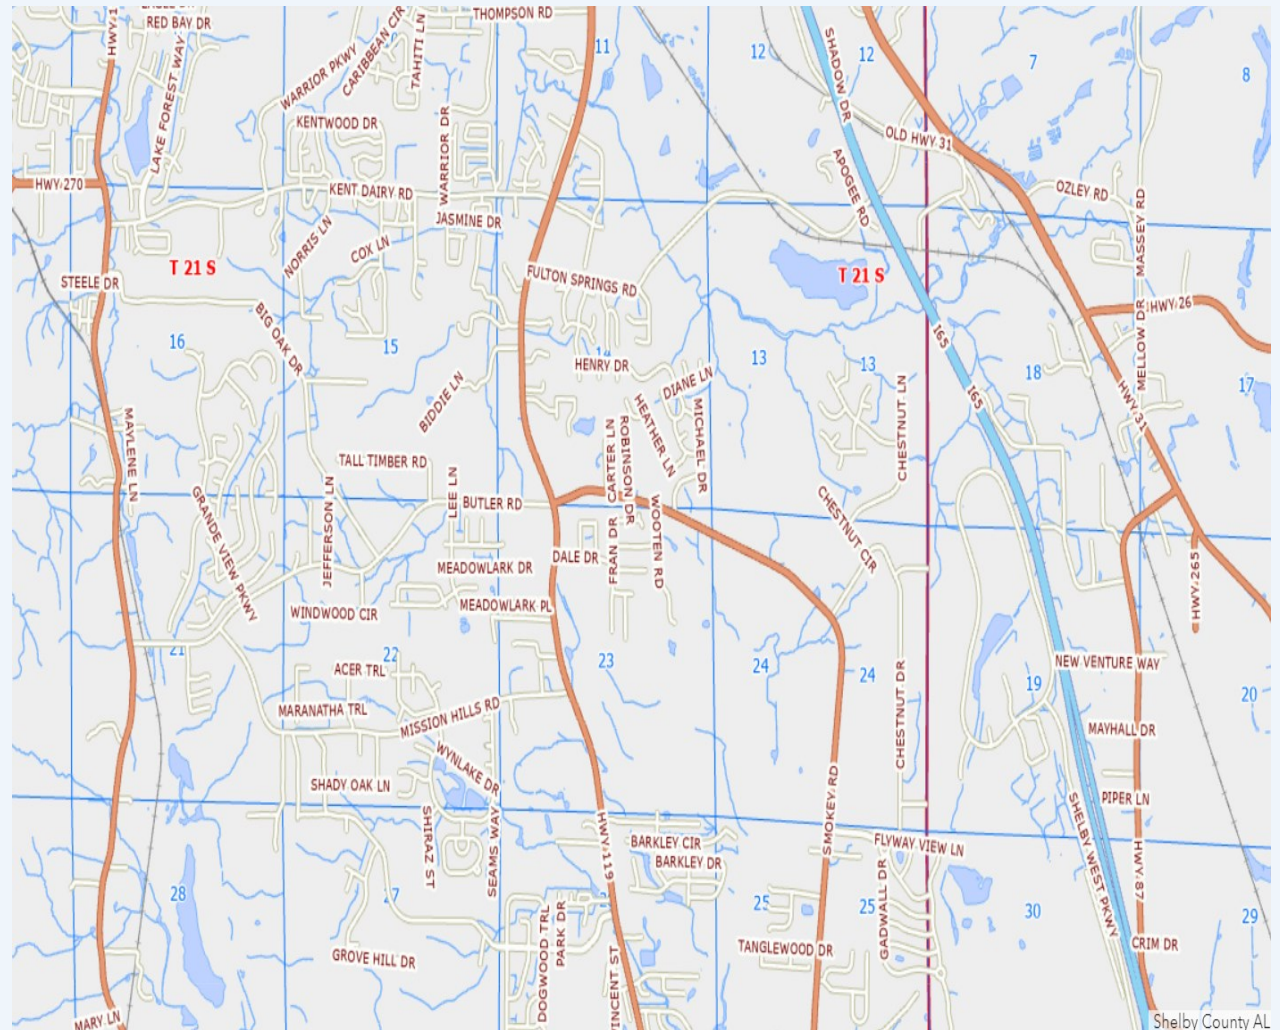 RED BAY DR
THOMPSON RD
HWY 1
LAKE FOREST WAY
WARRIOR PKWY
CARIBBEAN CIR
TAHITI LN
11
12
SHADOW DR
12
7
8
KENTWOOD DR
WARRIOR DR
OLD HWY 31
APOGEE RD
HWY 270
KENT DAIRY RD
OZLEY RD
JASMINE DR
MASSEY RD
NORRIS LN
COX LN
T 21 S
T 21 S
STEELE DR
FULTON SPRINGS RD
HWY 26
BIG OAK DR
MELLOW DR
I65
16
15
14
13
13
HENRY DR
18
17
DIANE LN
BIDDIE LN
I65
HWY 31
CHESTNUT LN
HEATHER LN
MICHAEL DR
MAYLENE LN
CARTER LN
ROBINSON DR
TALL TIMBER RD
LEE LN
BUTLER RD
WOOTEN RD
CHESTNUT CIR
GRANDE VIEW PKWY
JEFFERSON LN
FRAN DR
DALE DR
MEADOWLARK DR
HWY 265
MEADOWLARK PL
WINDWOOD CIR
21
22
23
24
24
NEW VENTURE WAY
ACER TRL
19
20
MARANATHA TRL
MISSION HILLS RD
CHESTNUT DR
MAYHALL DR
WYNLAKE DR
SHADY OAK LN
SMOKEY RD
PIPER LN
SHIRAZ ST
SEAMS WAY
HWY 119
SHELBY WEST PKWY
BARKLEY CIR
BARKLEY DR
FLYWAY VIEW LN
HWY 87
28
27
25
25
30
29
GADWALL DR
DOGWOOD TRL
PARK DR
TANGLEWOOD DR
CRIM DR
GROVE HILL DR
VINCENT ST
MARY LN
Shelby County AL